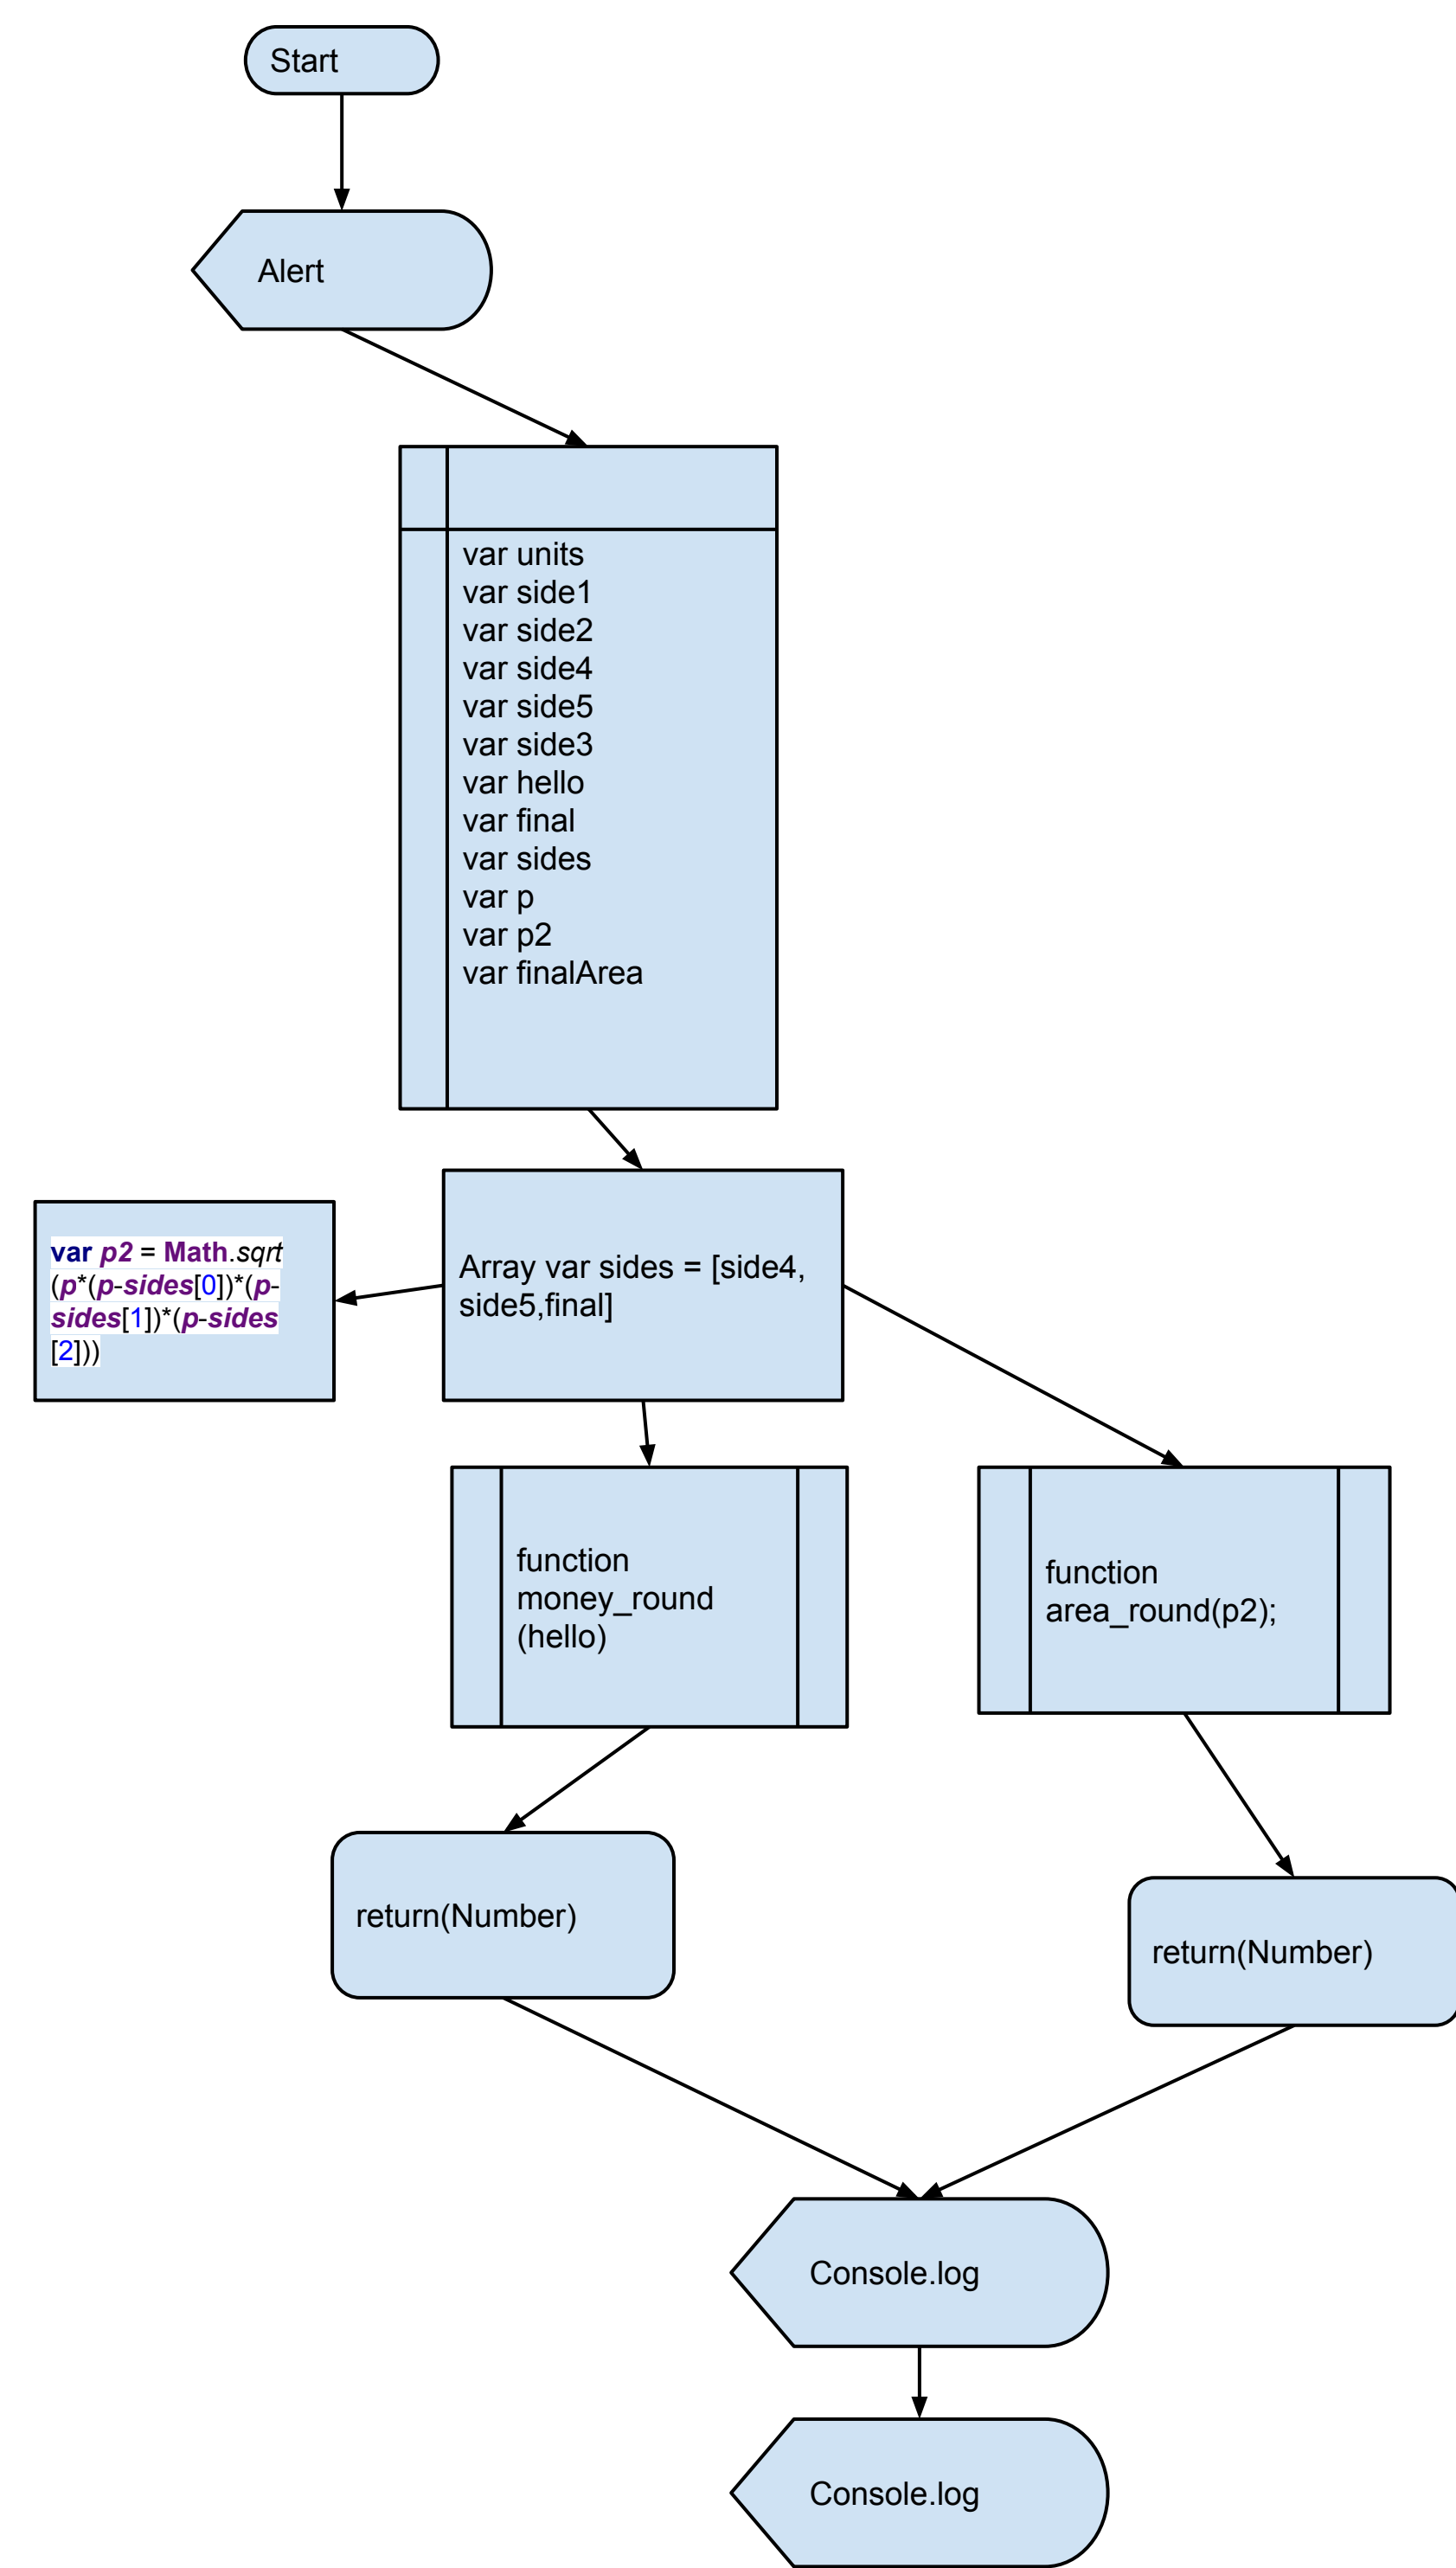 Start
Alert
var units
var side1
var side2
var side4
var side5
var side3
var hello
var final
var sides
var p
var p2
var finalArea
Array var sides = [side4,
side5,final]
var p2 = Math.sqrt
(p*(p-sides[0])*(p-
sides[1])*(p-sides
[2]))
function
money_round
(hello)
function
area_round(p2);
return(Number)
return(Number)
Console.log
Console.log